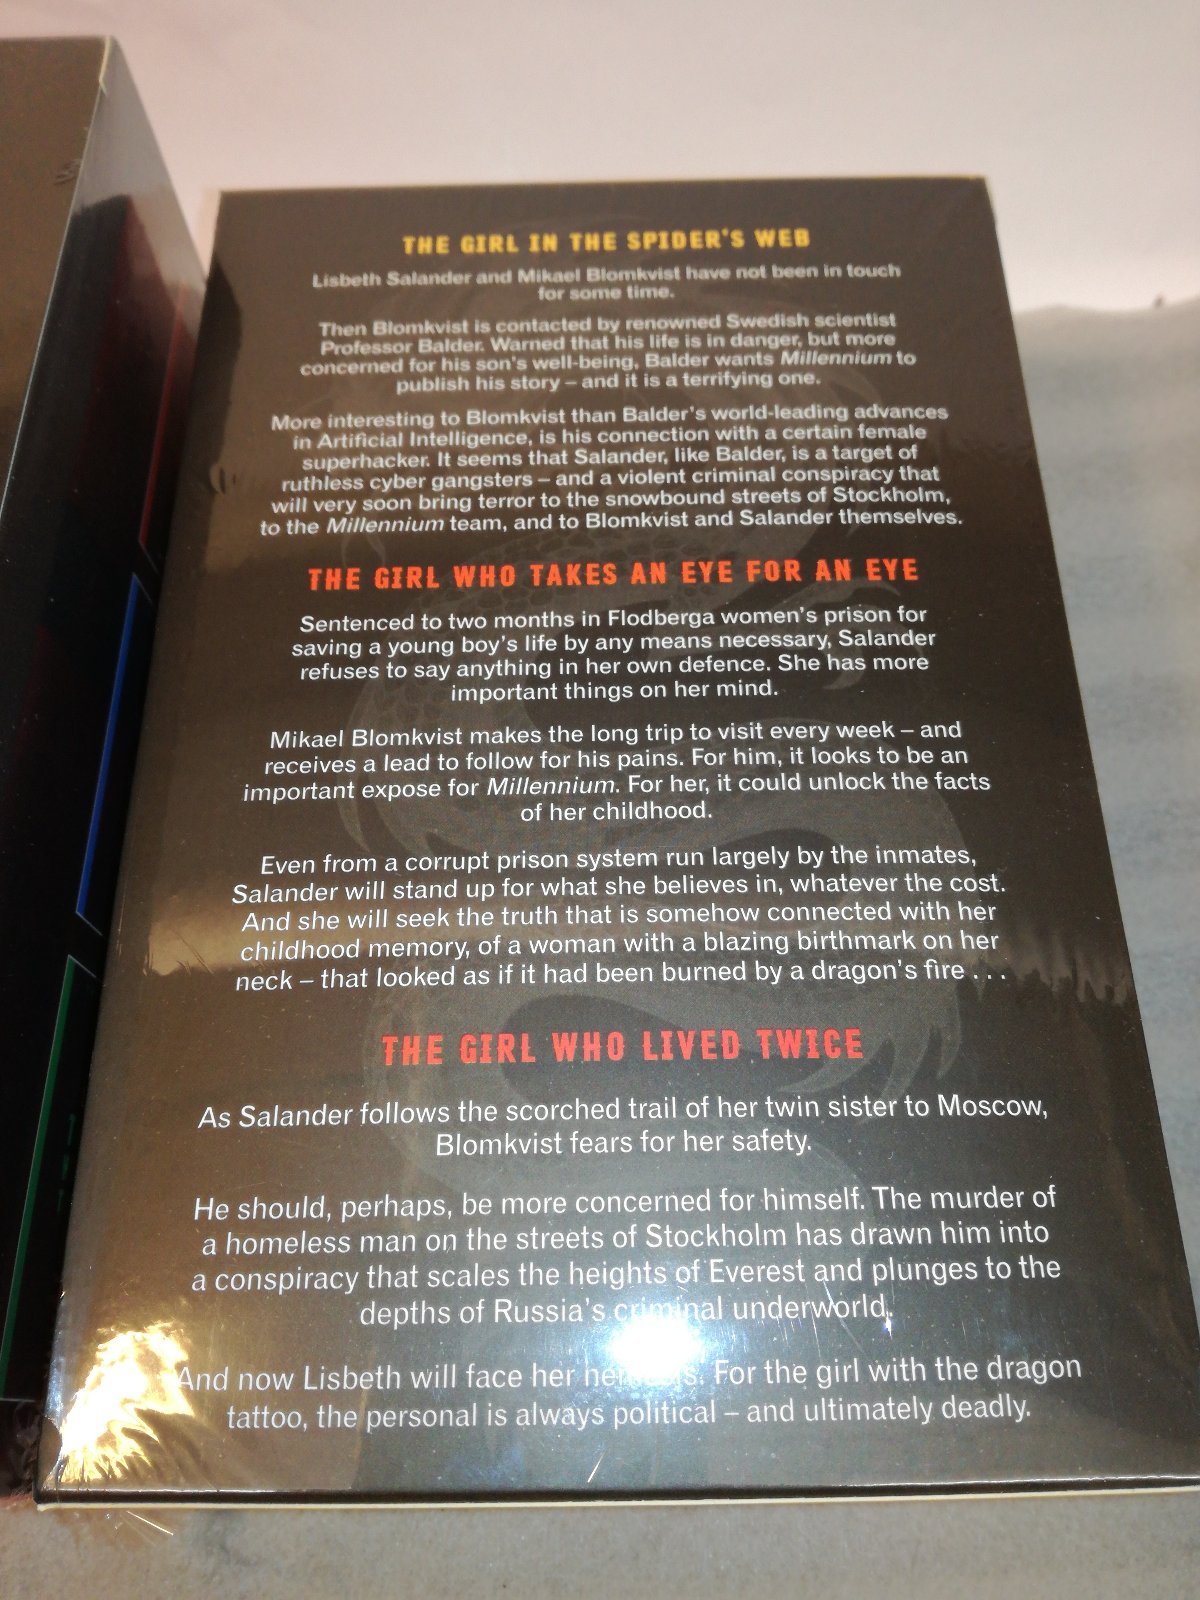 THE GIRL IN THE SPIDER'S WEB
Lisbeth Salander and Mikael Blomkvist have not been in touch
for some time.
Then Blomkvist is contacted by renowned Swedish scientist
Professor Balder. Warned that his life is in danger, but more
concerned for his son's well-being, Balder wants Millennium to
publish his story – and it is a terrifying one.
More interesting to Blomkvist than Balder's world-leading advances
in Artificial Intelligence, is his connection with a certain female
superhacker. It seems that Salander, like Balder, is a target of
ruthless cyber gangsters – and a violent criminal conspiracy that
will very soon bring terror to the snowbound streets of Stockholm,
to the Millennium team, and to Blomkvist and Salander themselves.
THE GIRL WHO TAKES AN EYE FOR AN EYE
Sentenced to two months in Flodberga women's prison for
saving a young boy's life by any means necessary, Salander
refuses to say anything in her own defence. She has more
important things on her mind.
Mikael Blomkvist makes the long trip to visit every week – and
receives a lead to follow for his pains. For him, it looks to be an
important expose for Millennium. For her, it could unlock the facts
of her childhood.
Even from a corrupt prison system run largely by the inmates,
Salander will stand up for what she believes in, whatever the cost.
And she will seek the truth that is somehow connected with her
childhood memory, of a woman with a blazing birthmark on her
neck – that looked as if it had been burned by a dragon's fire . . .
THE GIRL WHO LIVED TWICE
As Salander follows the scorched trail of her twin sister to Moscow,
Blomkvist fears for her safety.
He should, perhaps, be more concerned for himself. The murder of
a homeless man on the streets of Stockholm has drawn him into
a conspiracy that scales the heights of Everest and plunges to the
depths of Russia's criminal underworld.
And now Lisbeth will face her nemesis. For the girl with the dragon
tattoo, the personal is always political – and ultimately deadly.